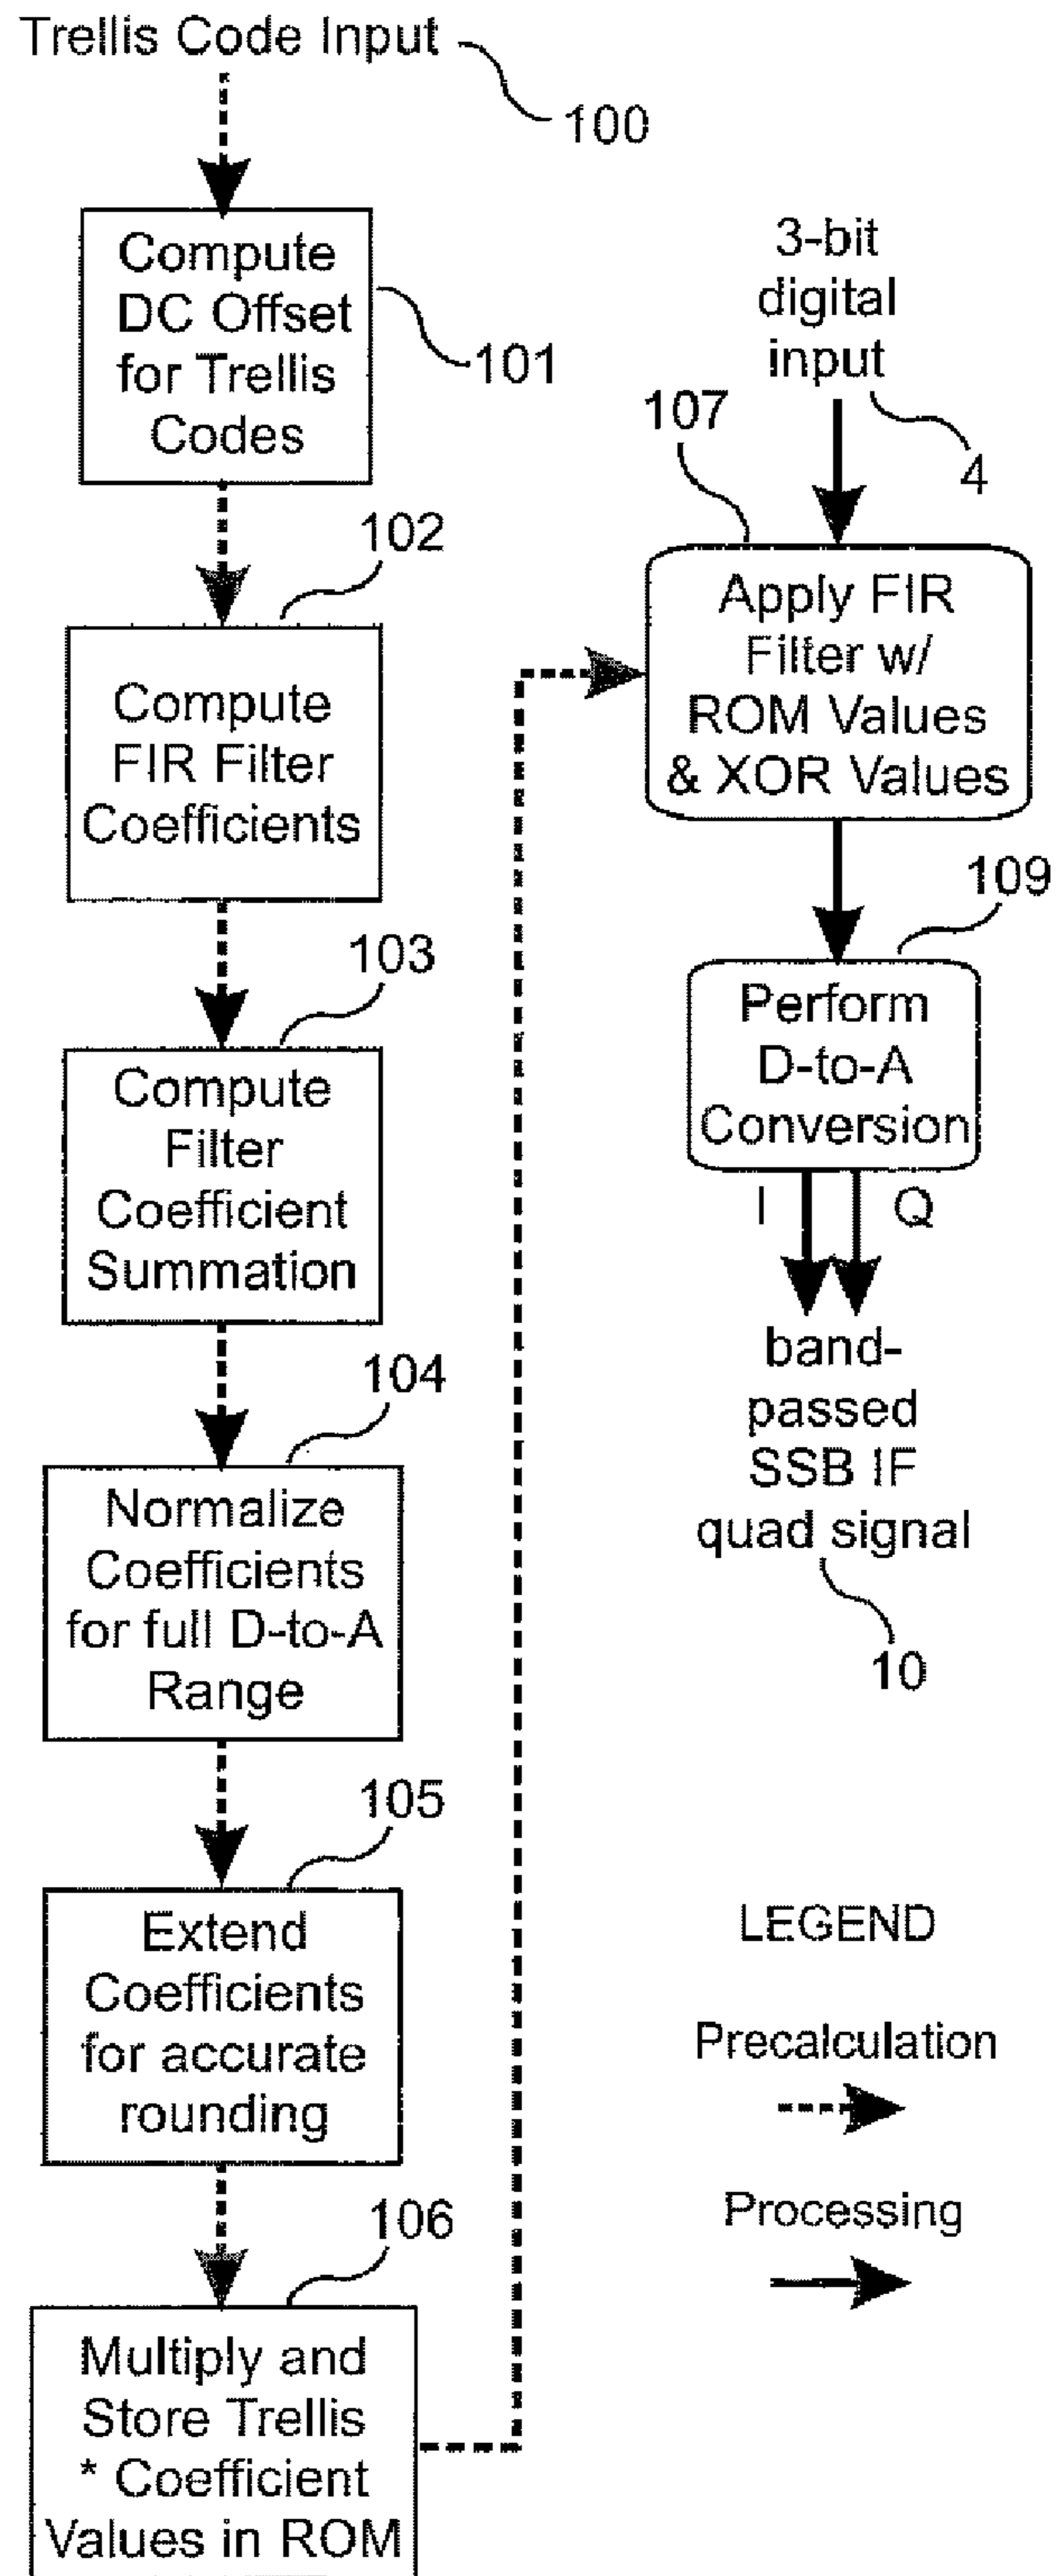 Trellis Code Input
100
Compute
DC Offset
for Trellis
Codes
101
102
Compute
FIR Filter
Coefficients
103
Compute
Filter
Coefficient
Summation
104
Normalize
Coefficients
for full D-to-A
Range
105
Extend
Coefficients
for accurate
rounding
106
Multiply and
Store Trellis
* Coefficient
Values in ROM
3-bit
digital
input
4
107
Apply FIR
Filter w/
ROM Values
& XOR Values
109
Perform
D-to-A
Conversion
I Q
band-
passed
SSB IF
quad signal
10
LEGEND
Precalculation
Processing